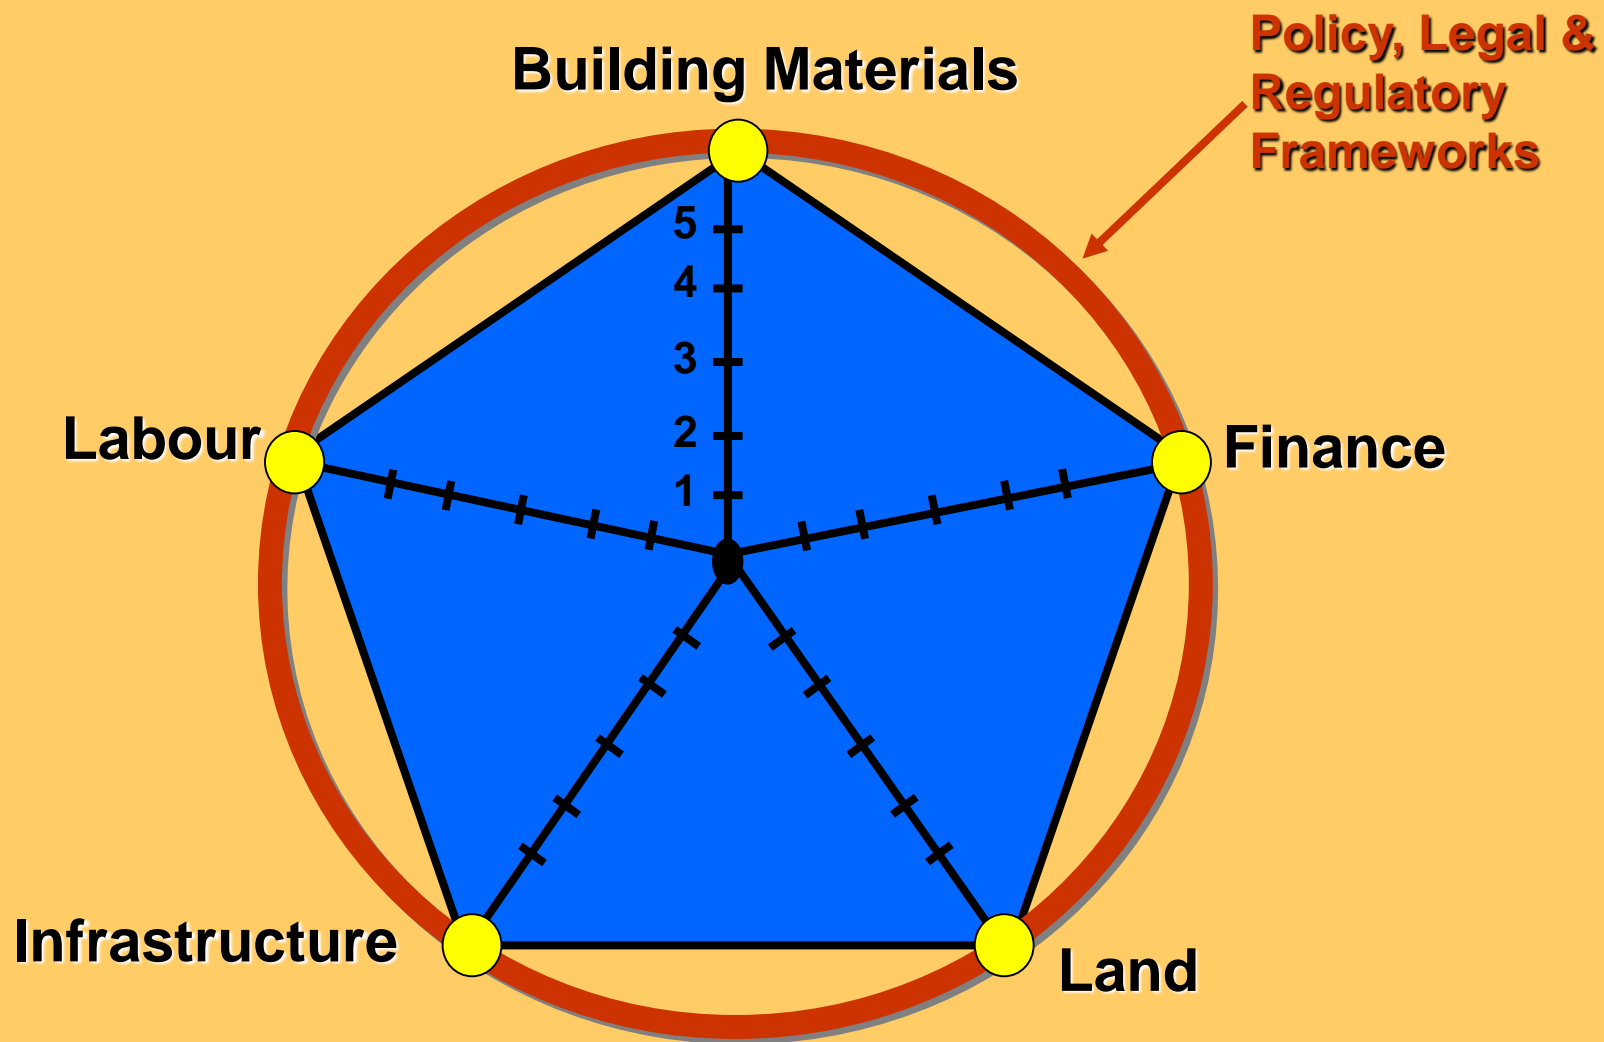 Policy, Legal &
Regulatory
Frameworks
Building Materials
5
4
3
2
1
Labour
Finance
Infrastructure
Land